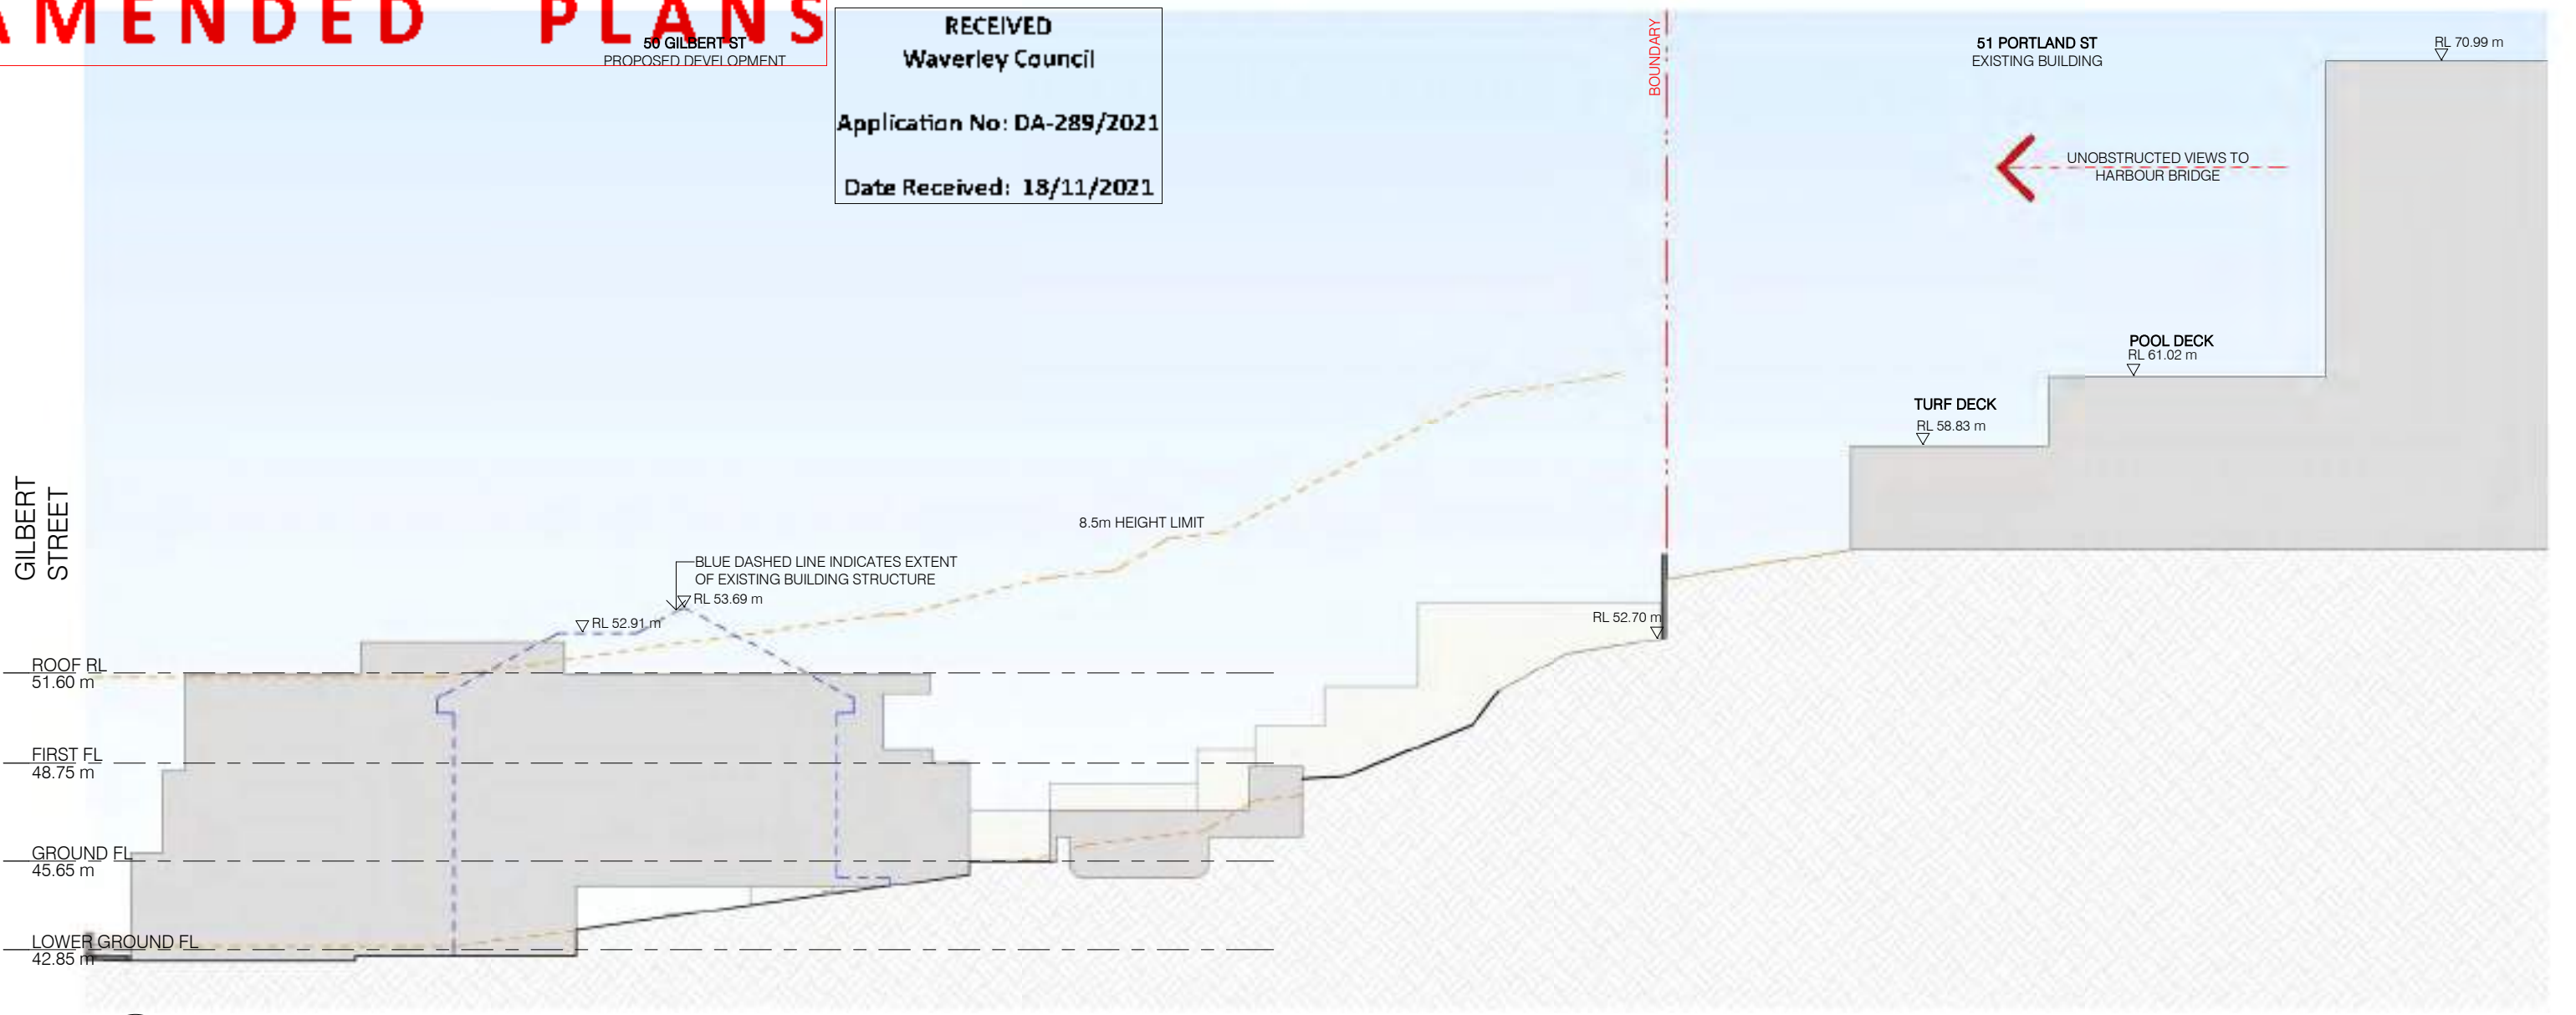 AMENDED PLANS
50 GILBERT ST
PROPOSED DEVELOPMENT
RECEIVED
Waverley Council
Application No: DA-289/2021
Date Received: 18/11/2021
BOUNDARY
51 PORTLAND ST
EXISTING BUILDING
RL 70.99 m
UNOBSTRUCTED VIEWS TO
HARBOUR BRIDGE
POOL DECK
RL 61.02 m
TURF DECK
RL 58.83 m
8.5m HEIGHT LIMIT
GILBERT
STREET
BLUE DASHED LINE INDICATES EXTENT
OF EXISTING BUILDING STRUCTURE
RL 53.69 m
RL 52.91 m
RL 52.70 m
ROOF RL
51.60 m
FIRST FL
48.75 m
GROUND FL
45.65 m
LOWER GROUND FL
42.85 m